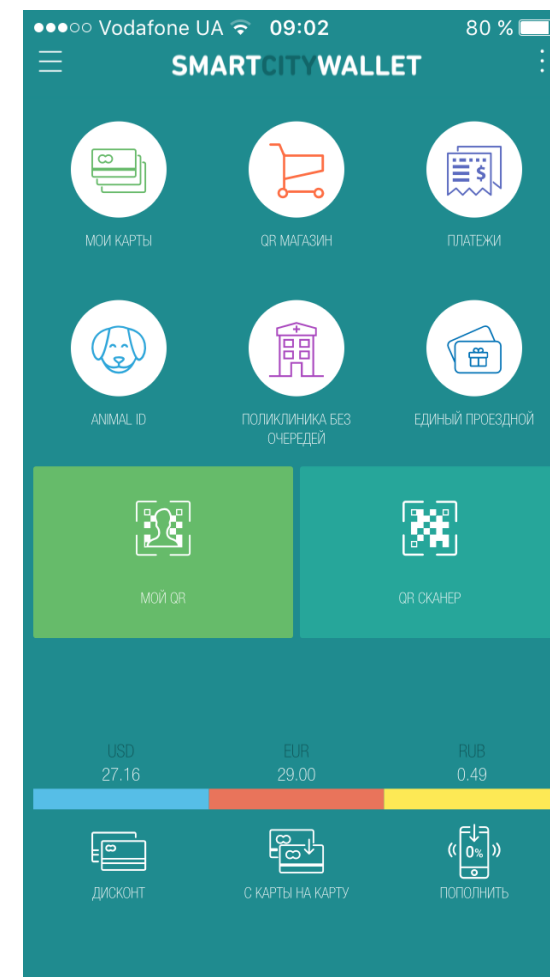 Vodafone UA 09:02 80 %
SMARTCITYWALLET
МОИ КАРТЫ QR МАГАЗИН ПЛАТЕЖИ
$
ANIMAL ID ПОЛИКЛИНИКА БЕЗ ОЧЕРЕДЕЙ ЕДИНЫЙ ПРОЕЗДНОЙ
МОЙ QR QR СКАНЕР
USD EUR RUB
27.16 29.00 0.49
0%
ДИСКОНТ С КАРТЫ НА КАРТУ ПОПОЛНИТЬ